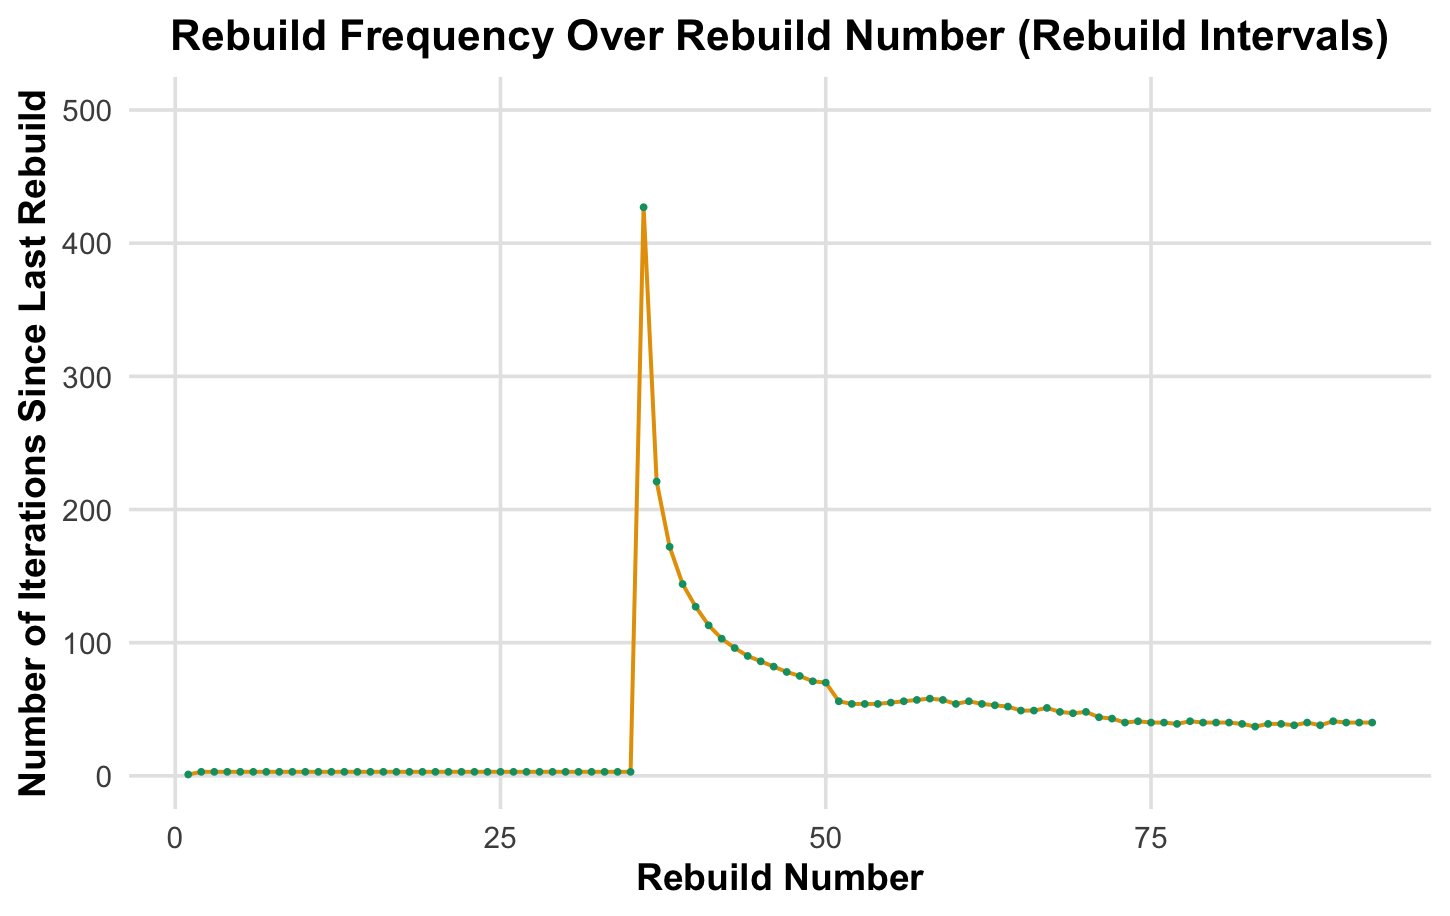 Rebuild Frequency Over Rebuild Number (Rebuild Intervals)
Number of Iterations Since Last Rebuild
500
400
300
200
100
0
0 25 50 75
Rebuild Number